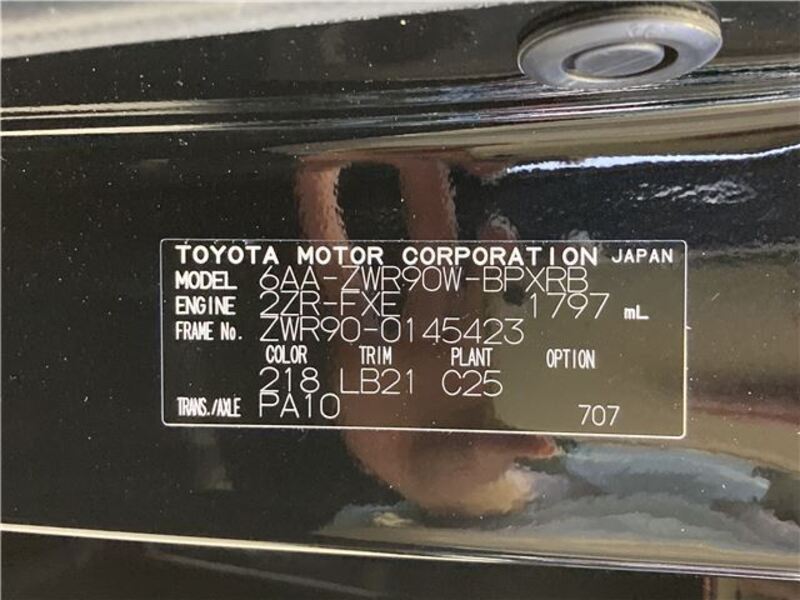 TOYOTA MOTOR CORPORATION JAPAN
MODEL 6AA-ZWR90W-BPXRB
ENGINE 2ZR-FXE 1797 mL
FRAME No. ZWR90-0145423
COLOR TRIM PLANT OPTION
218 LB21 C25
TRANS./AXLE PA10 707